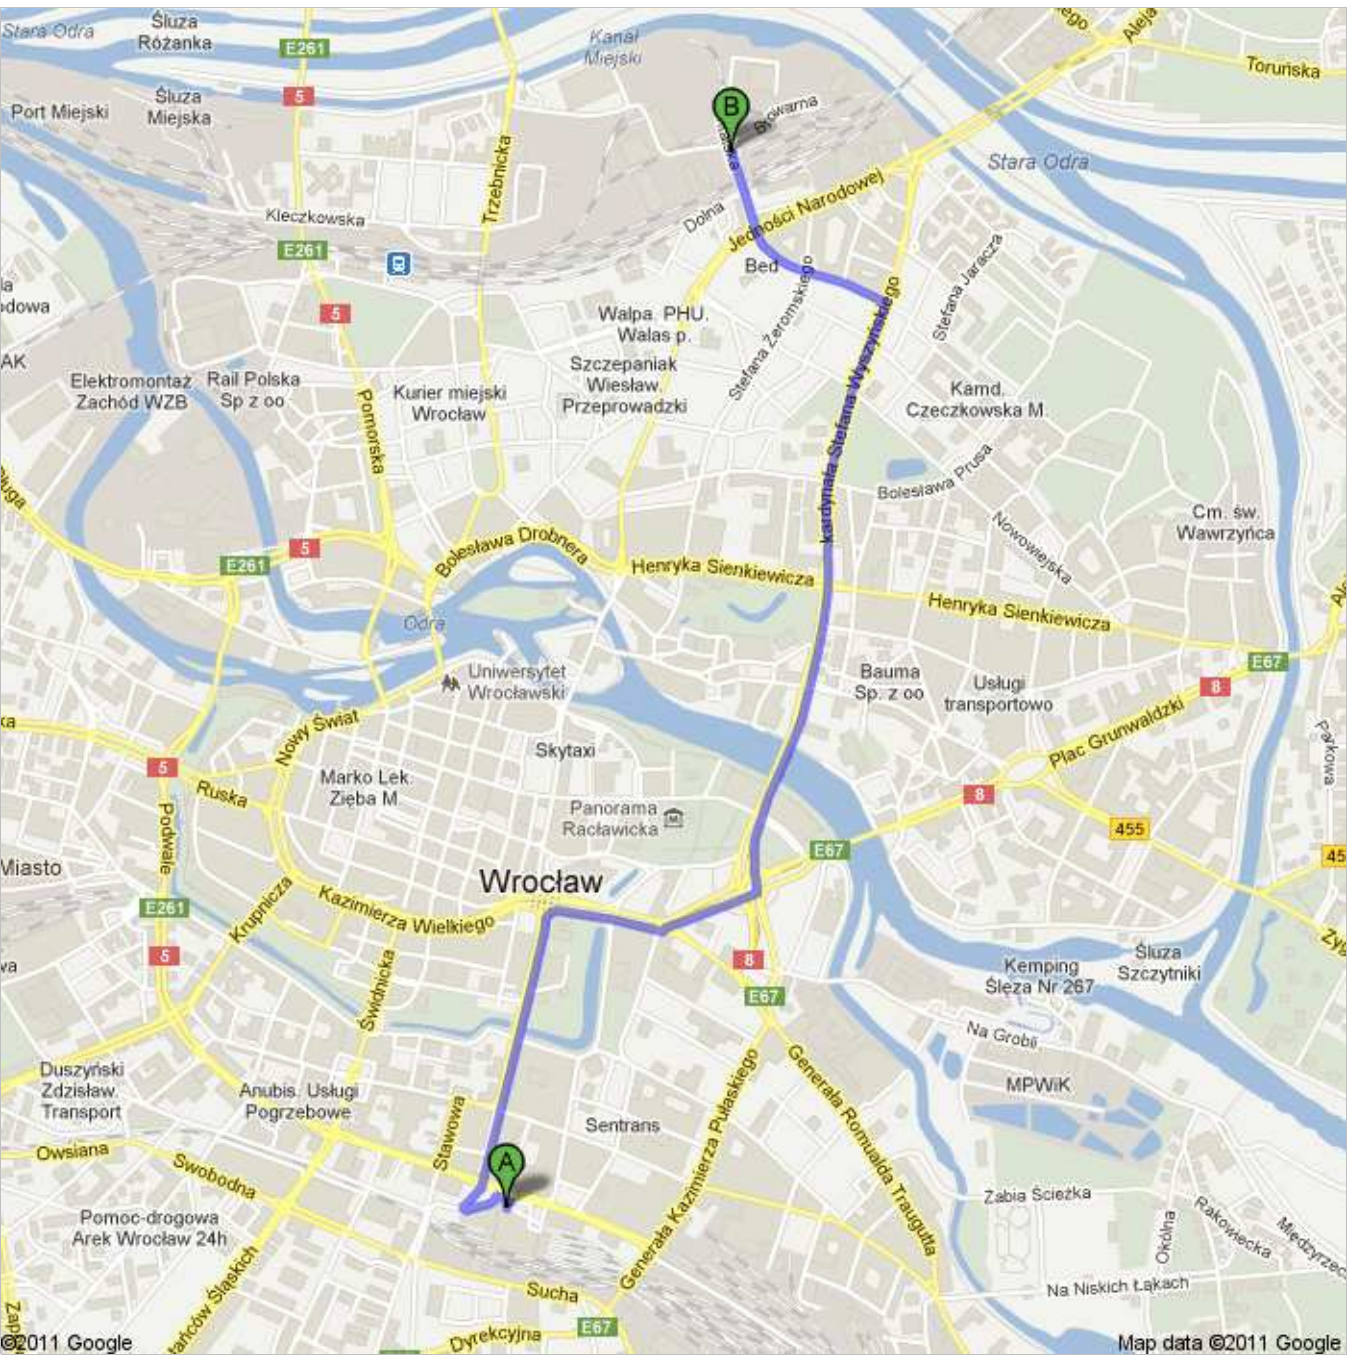 Stara Odra
Śluza
Różanka
E261
5
Port Miejski
Śluza
Miejska
Kanał
Miejski
B
Browarna
Aleja
Toruńska
Stara Odra
Trzebnicka
Kleczkowska
E261
5
Dolna
Jedności Narodowej
Bed
Stefana Żeromskiego
Stefana Jaracza
kardynała Stefana Wyszyńskiego
Walpa. PHU.
Walas p.
Szczepaniak
Wiesław.
Przeprowadzki
AK
Elektromontaż
Zachód WZB
Rail Polska
Sp z oo
Kurier miejski
Wrocław
Pomorska
Kamd.
Czeczkowska M.
Bolesława Prusa
Nowowiejska
Cm. św.
Wawrzyńca
5
E261
Bolesława Drobnera
Henryka Sienkiewicza
Henryka Sienkiewicza
Odra
Uniwersytet
Wrocławski
Bauma
Sp. z oo
Usługi
transportowo
E67
8
Plac Grunwaldzki
Nowy Świat
Skytaxi
5
Ruska
Marko Lek.
Zięba M.
Panorama
Racławicka
8
455
45
Parkowa
Podwale
Miasto
E67
Wrocław
Kazimierza Wielkiego
Krupnicza
E261
5
Świdnicka
8
E67
Kemping
Ślęza Nr 267
Śluza
Szczytniki
Na Grobli
MPWiK
Duszyński
Zdzisław.
Transport
Anubis. Usługi
Pogrzebowe
Stawowa
Sentrans
Generała Kazimierza Pułaskiego
Generała Romualda Traugutta
Owsiana
Swobodna
A
Pomoc-drogowa
Arek Wrocław 24h
Żabia Ścieżka
Okólna
Rakowiecka
Na Niskich Łąkach
Sucha
E67
Dyrekcyjna
©2011 Google
Map data ©2011 Google